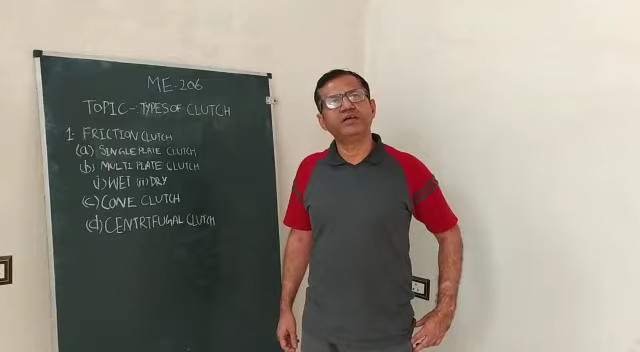 ME-206
TOPIC-: TYPES OF CLUTCH
1. FRICTION CLUTCH
(a) SINGLE PLATE CLUTCH
(b) MULTI PLATE CLUTCH
i) WET (ii) DRY
(c) CONE CLUTCH
(d) CENTRIFUGAL CLUTCH